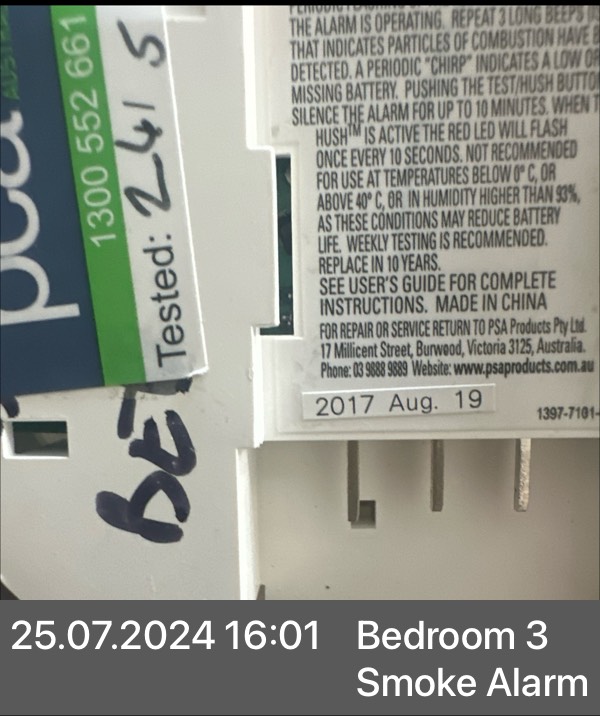 1300 552 661
Tested: 24/5
THE ALARM IS OPERATING. REPEAT 3 LONG BEEPS
THAT INDICATES PARTICLES OF COMBUSTION HAVE
DETECTED. A PERIODIC "CHIRP" INDICATES A LOW OR
MISSING BATTERY. PUSHING THE TEST/HUSH BUTTO
SILENCE THE ALARM FOR UP TO 10 MINUTES. WHEN
HUSH™ IS ACTIVE THE RED LED WILL FLASH
ONCE EVERY 10 SECONDS. NOT RECOMMENDED
FOR USE AT TEMPERATURES BELOW 0° C, OR
ABOVE 40° C, OR IN HUMIDITY HIGHER THAN 93%,
AS THESE CONDITIONS MAY REDUCE BATTERY
LIFE. WEEKLY TESTING IS RECOMMENDED.
REPLACE IN 10 YEARS.
SEE USER'S GUIDE FOR COMPLETE
INSTRUCTIONS. MADE IN CHINA
FOR REPAIR OR SERVICE RETURN TO PSA Products Pty Ltd.
17 Millicent Street, Burwood, Victoria 3125, Australia.
Phone: 03 9888 9889 Website: www.psaproducts.com.au
2017 Aug. 19
1397-7101-
25.07.2024 16:01
Bedroom 3
Smoke Alarm